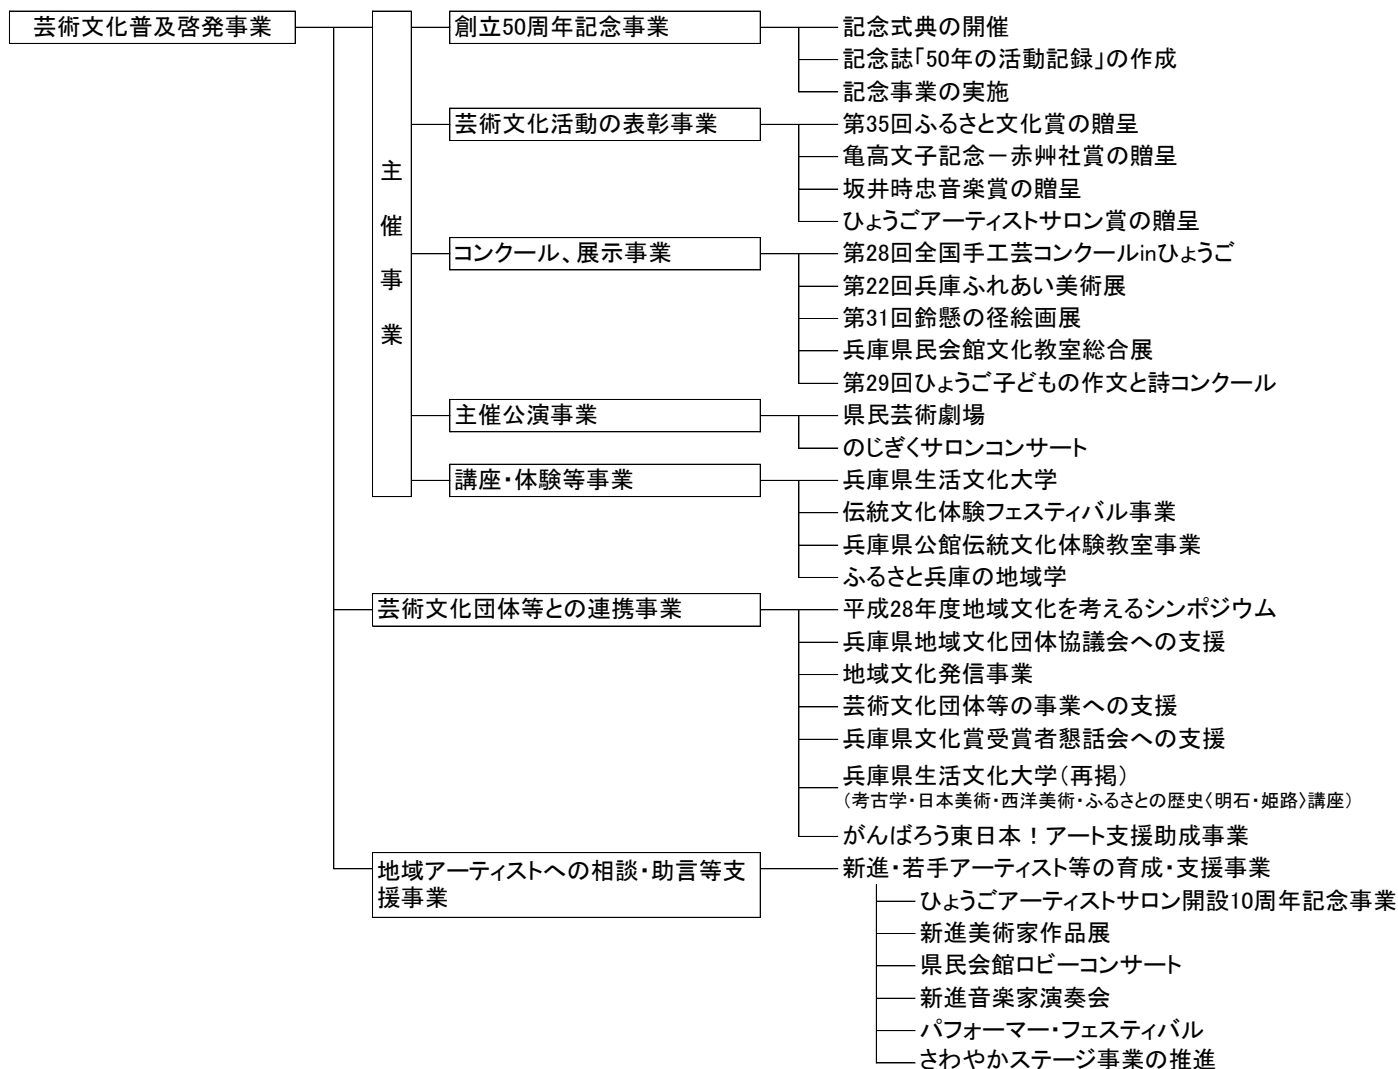 芸術文化普及啓発事業
主催事業
創立50周年記念事業
記念式典の開催
記念誌「50年の活動記録」の作成
記念事業の実施
芸術文化活動の表彰事業
第35回ふるさと文化賞の贈呈
亀高文子記念－赤艸社賞の贈呈
坂井時忠音楽賞の贈呈
ひょうごアーティストサロン賞の贈呈
コンクール、展示事業
第28回全国手工芸コンクールinひょうご
第22回兵庫ふれあい美術展
第31回鈴懸の径絵画展
兵庫県民会館文化教室総合展
第29回ひょうご子どもの作文と詩コンクール
主催公演事業
県民芸術劇場
のじぎくサロンコンサート
講座・体験等事業
兵庫県生活文化大学
伝統文化体験フェスティバル事業
兵庫県公館伝統文化体験教室事業
ふるさと兵庫の地域学
芸術文化団体等との連携事業
平成28年度地域文化を考えるシンポジウム
兵庫県地域文化団体協議会への支援
地域文化発信事業
芸術文化団体等の事業への支援
兵庫県文化賞受賞者懇話会への支援
兵庫県生活文化大学（再掲）
（考古学・日本美術・西洋美術・ふるさとの歴史〈明石・姫路〉講座）
がんばろう東日本！アート支援助成事業
地域アーティストへの相談・助言等支
援事業
新進・若手アーティスト等の育成・支援事業
ひょうごアーティストサロン開設10周年記念事業
新進美術家作品展
県民会館ロビーコンサート
新進音楽家演奏会
パフォーマー・フェスティバル
さわやかステージ事業の推進